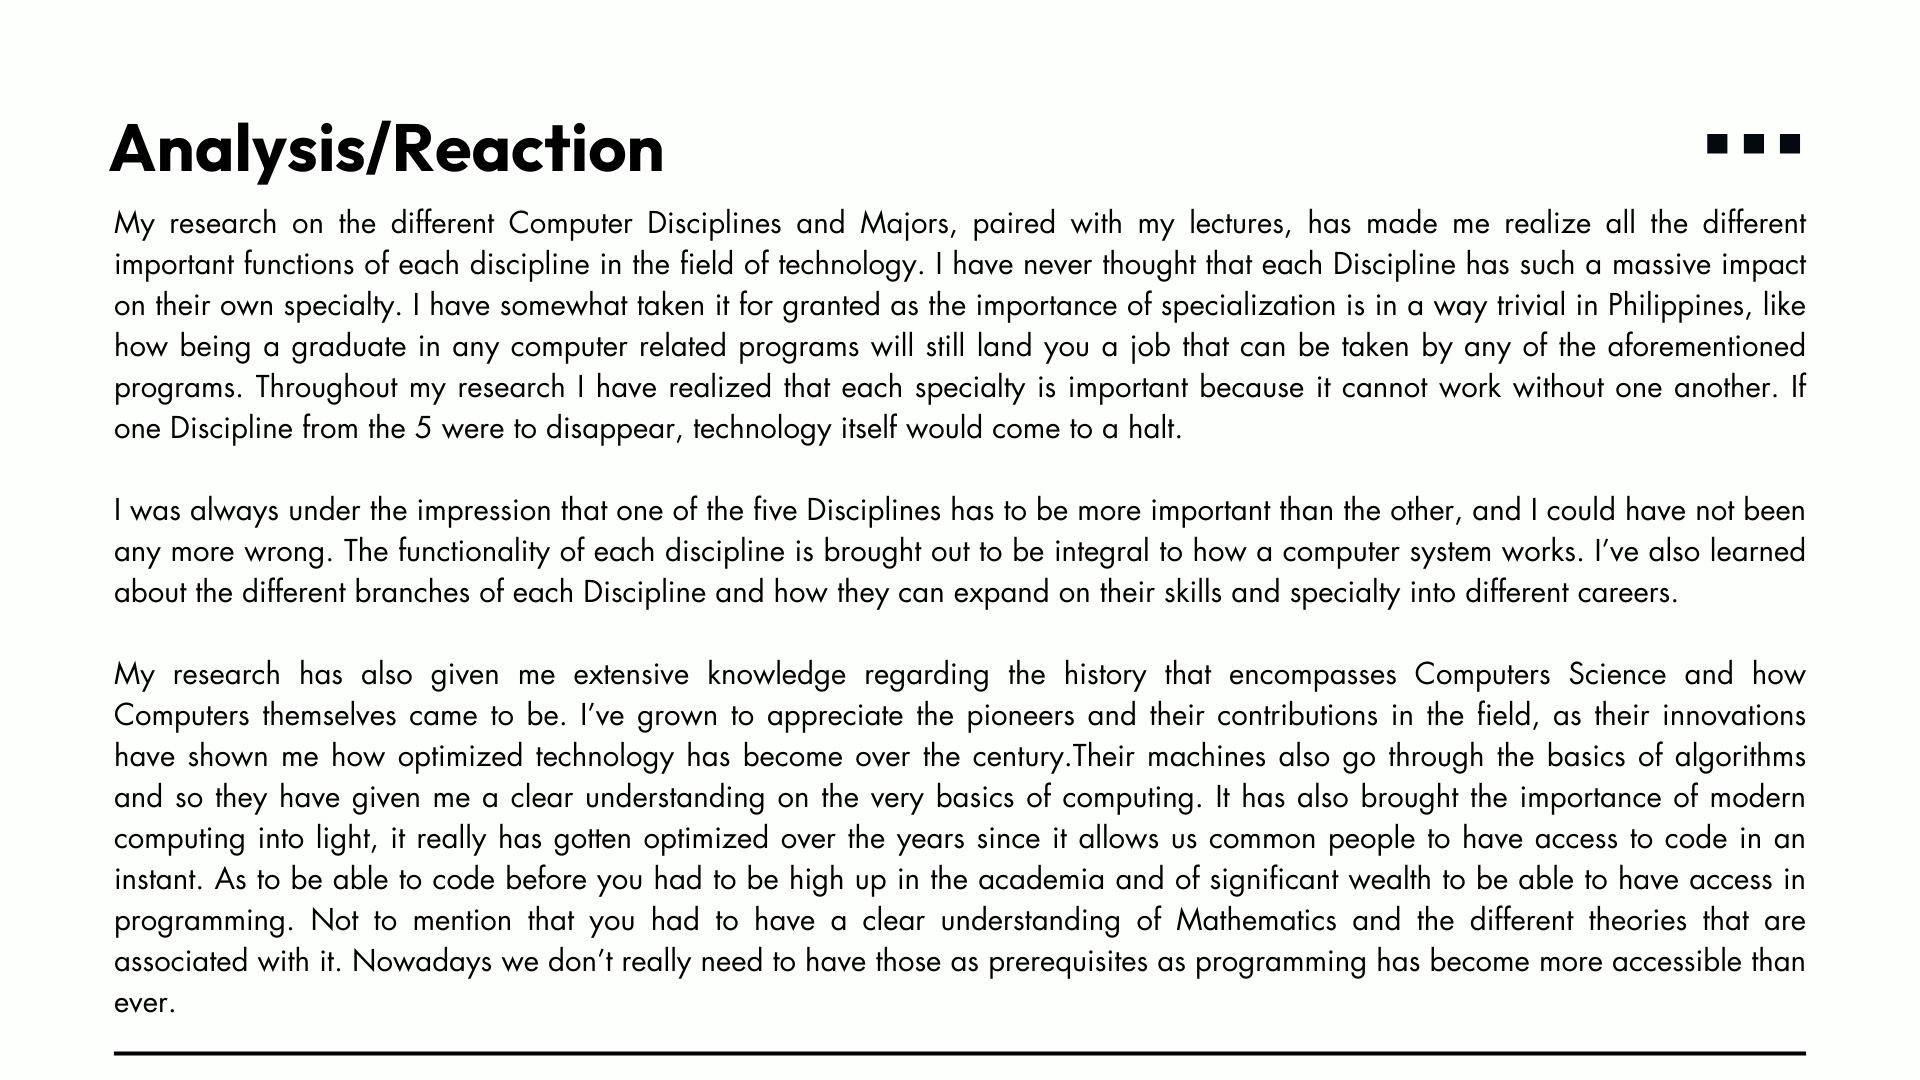 Analysis/Reaction
My research on the different Computer Disciplines and Majors, paired with my lectures, has made me realize all the different
important functions of each discipline in the field of technology. I have never thought that each Discipline has such a massive impact
on their own specialty. I have somewhat taken it for granted as the importance of specialization is in a way trivial in Philippines, like
how being a graduate in any computer related programs will still land you a job that can be taken by any of the aforementioned
programs. Throughout my research I have realized that each specialty is important because it cannot work without one another. If
one Discipline from the 5 were to disappear, technology itself would come to a halt.
I was always under the impression that one of the five Disciplines has to be more important than the other, and I could have not been
any more wrong. The functionality of each discipline is brought out to be integral to how a computer system works. I’ve also learned
about the different branches of each Discipline and how they can expand on their skills and specialty into different careers.
My research has also given me extensive knowledge regarding the history that encompasses Computers Science and how
Computers themselves came to be. I’ve grown to appreciate the pioneers and their contributions in the field, as their innovations
have shown me how optimized technology has become over the century.Their machines also go through the basics of algorithms
and so they have given me a clear understanding on the very basics of computing. It has also brought the importance of modern
computing into light, it really has gotten optimized over the years since it allows us common people to have access to code in an
instant. As to be able to code before you had to be high up in the academia and of significant wealth to be able to have access in
programming. Not to mention that you had to have a clear understanding of Mathematics and the different theories that are
associated with it. Nowadays we don’t really need to have those as prerequisites as programming has become more accessible than
ever.